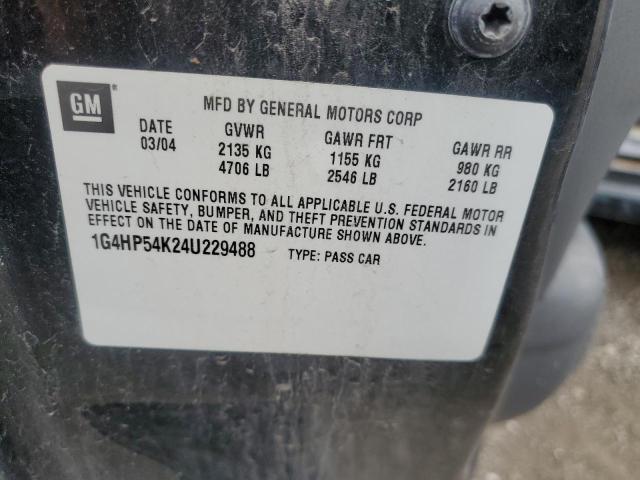 GM
MFD BY GENERAL MOTORS CORP
DATE GVWR GAWR FRT GAWR RR
03/04 2135 KG 1155 KG 980 KG
4706 LB 2546 LB 2160 LB
THIS VEHICLE CONFORMS TO ALL APPLICABLE U.S. FEDERAL MOTOR
VEHICLE SAFETY, BUMPER, AND THEFT PREVENTION STANDARDS IN
EFFECT ON THE DATE OF MANUFACTURE SHOWN ABOVE.
1G4HP54K24U229488 TYPE: PASS CAR